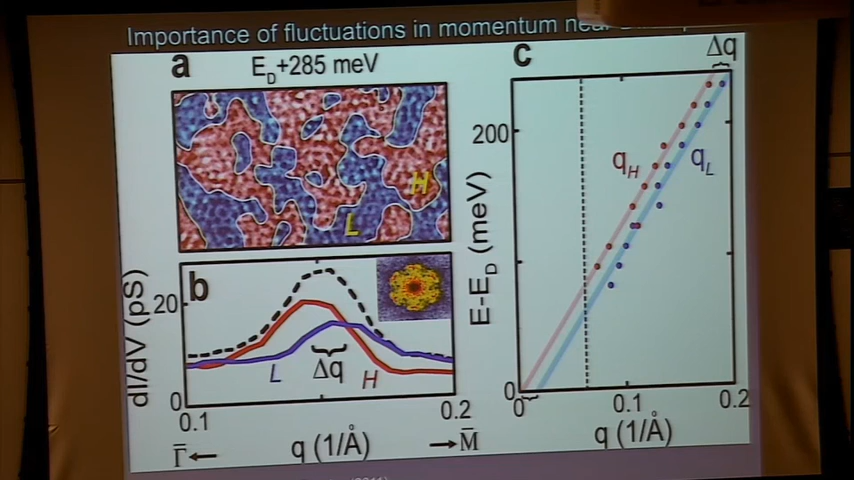 Importance of fluctuations in momentum near
a
E_D+285 meV
H
L
b
dI/dV (pS)
20
0
L
Δq
H
0.1
0.2
Γ̅ ←
q (1/Å)
→ M̅
c
Δq
200
q_H
q_L
E-E_D (meV)
0
0
0.1
0.2
q (1/Å)